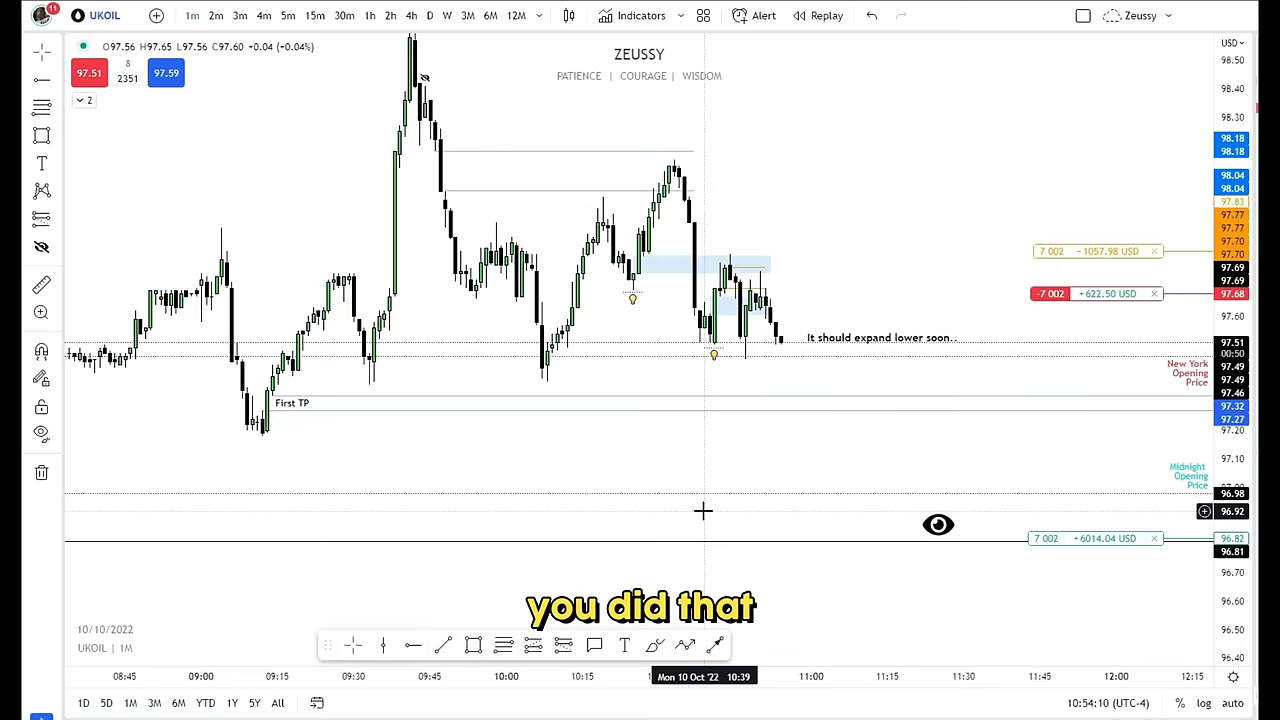 11 UKOIL 1m 2m 3m 4m 5m 15m 30m 1h 2h 4h D W 3M 6M 12M Indicators Alert Replay Zeussy
O97.56 H97.65 L97.56 C97.60 +0.04 (+0.04%)
97.51 8 2351 97.59
2
ZEUSSY
PATIENCE | COURAGE | WISDOM
USD
98.50
98.40
98.30
98.18
98.18
98.04
98.04
97.83
97.77
97.77
97.70
7 002 -1057.98 USD
97.70
97.69
97.69
-7 002 +622.50 USD 97.68
97.60
It should expand lower soon..
97.51
00:50
New York
Opening
Price
97.49
97.49
97.46
First TP
97.32
97.27
97.20
97.10
Midnight
Opening
Price
96.98
96.92
7 002 +6014.04 USD 96.82
96.81
96.70
96.60
96.50
96.40
you did that
10/10/2022
UKOIL | 1M
08:45 09:00 09:15 09:30 09:45 10:00 10:15 Mon 10 Oct '22 10:39 11:00 11:15 11:30 11:45 12:00 12:15
1D 5D 1M 3M 6M YTD 1Y 5Y All 10:54:10 (UTC-4) % log auto